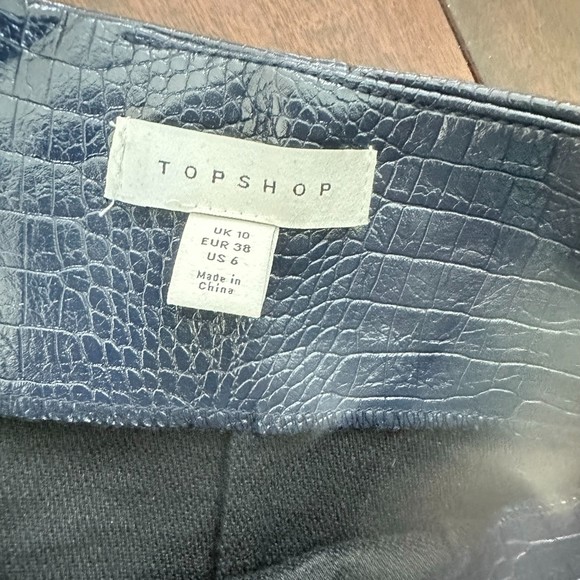 TOPSHOP
UK 10
EUR 38
US 6
Made in
China